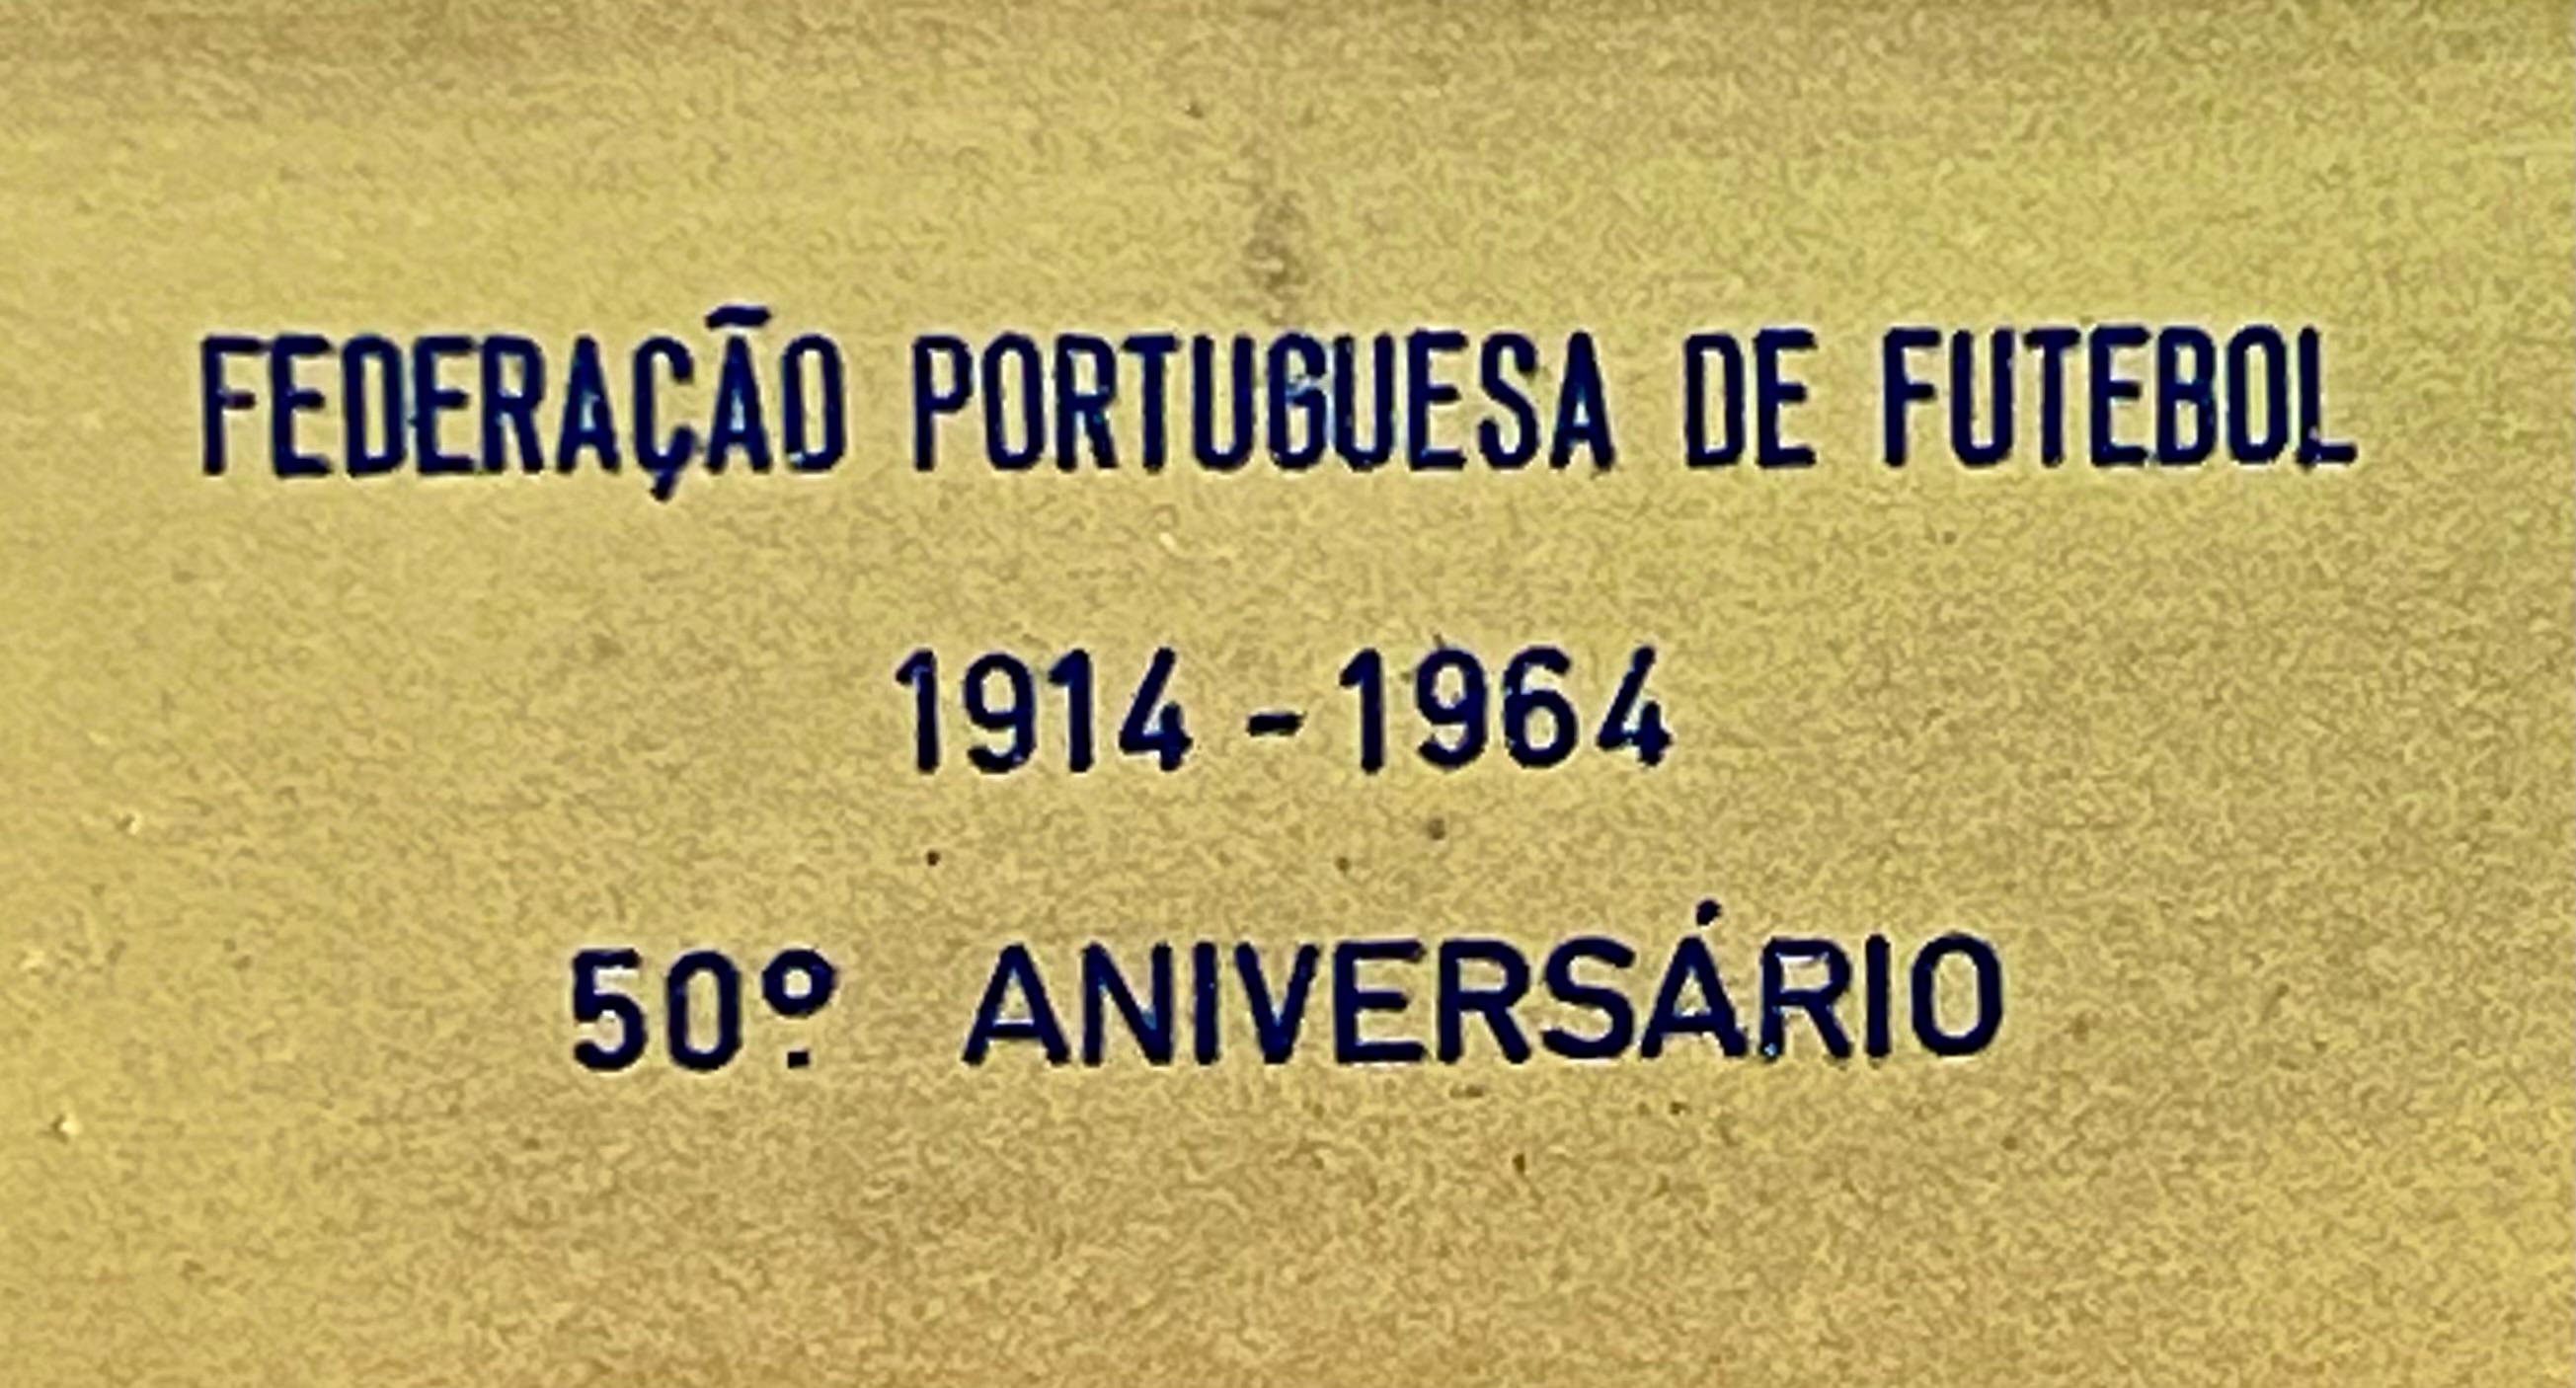 FEDERAÇÃO PORTUGUESA DE FUTEBOL
1914 - 1964
50º. ANIVERSÁRIO